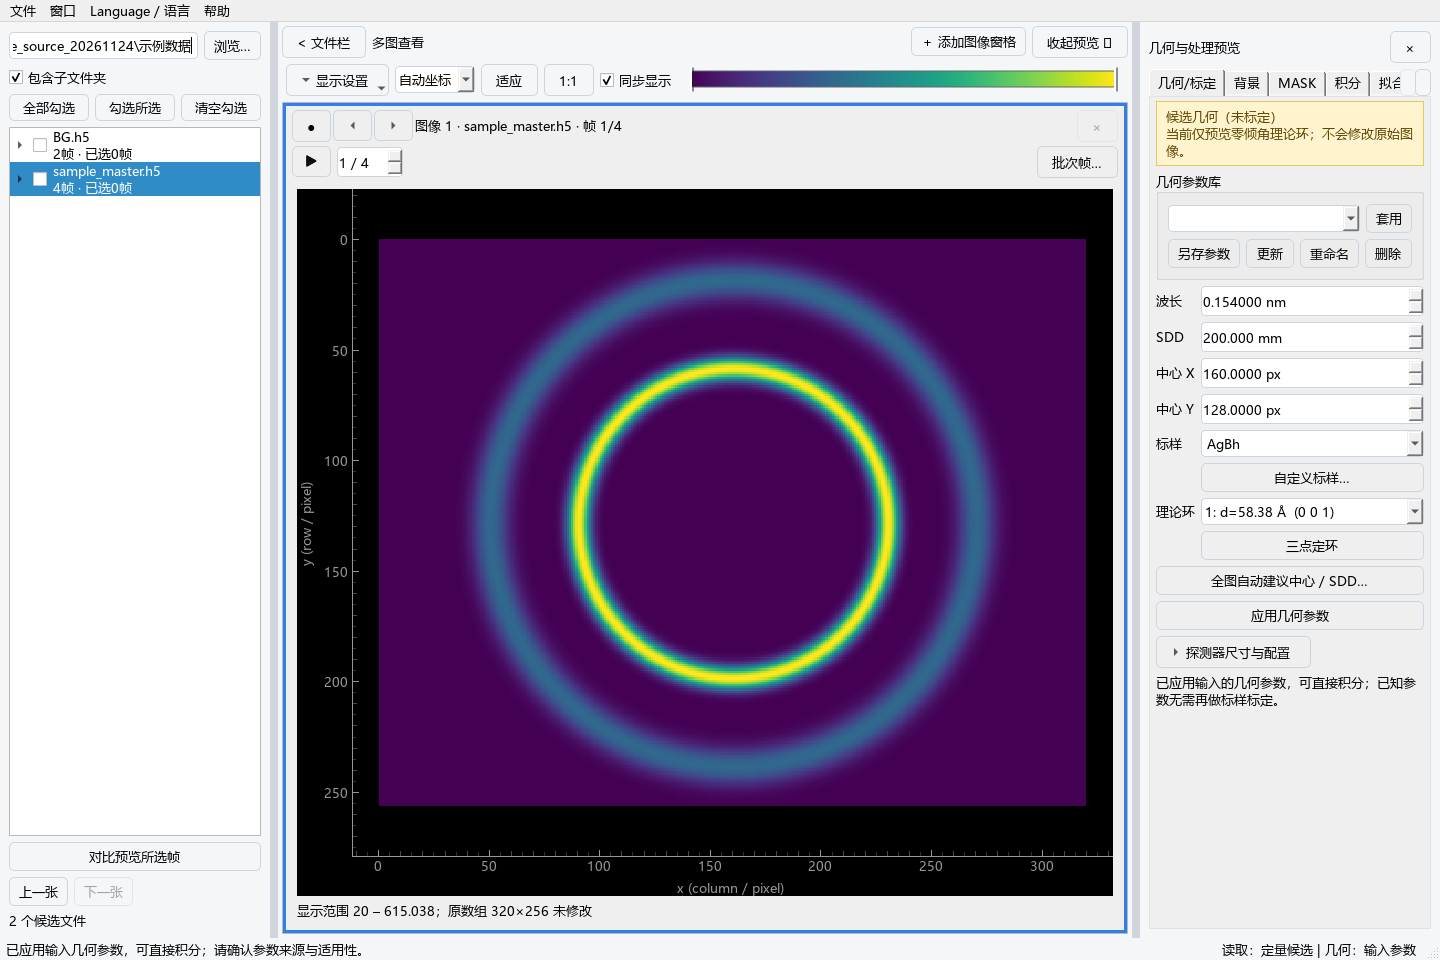 文件 窗口 Language / 语言 帮助
e_source_20261124\示例数据 浏览...
包含子文件夹
全部勾选 勾选所选 清空勾选
BG.h5
2帧 · 已选0帧
sample_master.h5
4帧 · 已选0帧
对比预览所选帧
上一张 下一张
2 个候选文件
< 文件栏 多图查看 + 添加图像窗格 收起预览
显示设置 自动坐标 适应 1:1 同步显示
图像 1 · sample_master.h5 · 帧 1/4 ×
1 / 4 批次帧...
0
50
100
150
200
250
y (row / pixel)
0 50 100 150 200 250 300
x (column / pixel)
显示范围 20 – 615.038；原数组 320×256 未修改
几何与处理预览 ×
几何/标定 背景 MASK 积分 拟合
候选几何（未标定）
当前仅预览零倾角理论环；不会修改原始图
像。
几何参数库
套用
另存参数 更新 重命名 删除
波长 0.154000 nm
SDD 200.000 mm
中心 X 160.0000 px
中心 Y 128.0000 px
标样 AgBh
自定义标样...
理论环 1: d=58.38 Å (0 0 1)
三点定环
全图自动建议中心 / SDD...
应用几何参数
探测器尺寸与配置
已应用输入的几何参数，可直接积分；已知参
数无需再做标样标定。
已应用输入几何参数，可直接积分；请确认参数来源与适用性。 读取：定量候选 | 几何：输入参数